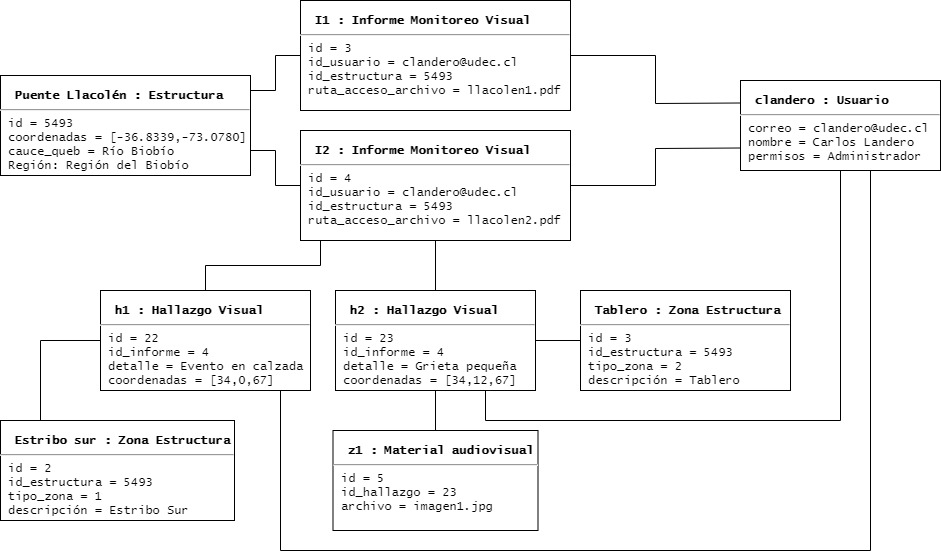 I1 : Informe Monitoreo Visual
id = 3
id_usuario = clandero@udec.cl
id_estructura = 5493
ruta_acceso_archivo = llacolen1.pdf
Puente Llacolén : Estructura
id = 5493
coordenadas = [-36.8339,-73.0780]
cauce_queb = Río Biobío
Región: Región del Biobío
clandero : Usuario
correo = clandero@udec.cl
nombre = Carlos Landero
permisos = Administrador
I2 : Informe Monitoreo Visual
id = 4
id_usuario = clandero@udec.cl
id_estructura = 5493
ruta_acceso_archivo = llacolen2.pdf
h1 : Hallazgo Visual
id = 22
id_informe = 4
detalle = Evento en calzada
coordenadas = [34,0,67]
h2 : Hallazgo Visual
id = 23
id_informe = 4
detalle = Grieta pequeña
coordenadas = [34,12,67]
Tablero : Zona Estructura
id = 3
id_estructura = 5493
tipo_zona = 2
descripción = Tablero
Estribo sur : Zona Estructura
id = 2
id_estructura = 5493
tipo_zona = 1
descripción = Estribo Sur
z1 : Material audiovisual
id = 5
id_hallazgo = 23
archivo = imagen1.jpg